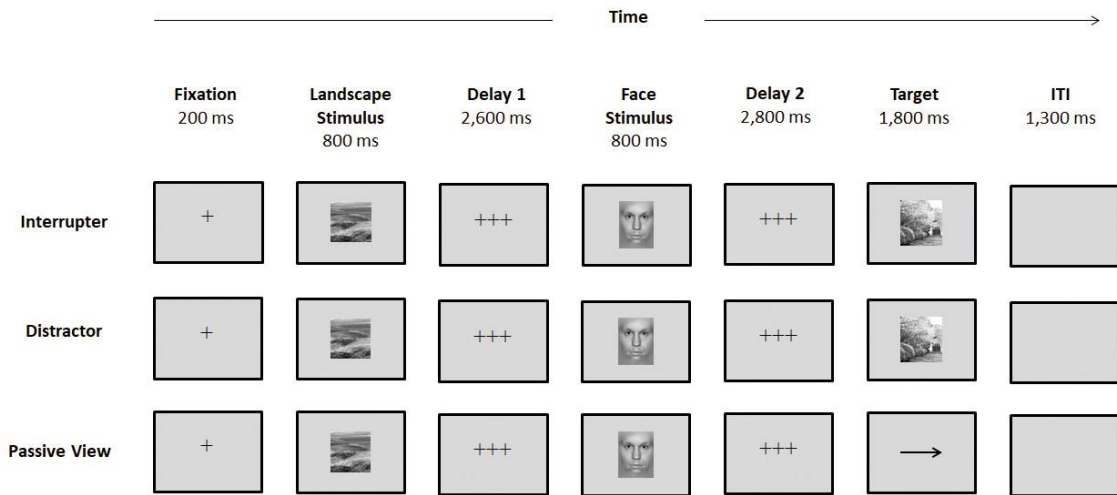 Time
Fixation
200 ms
Landscape
Stimulus
800 ms
Delay 1
2,600 ms
Face
Stimulus
800 ms
Delay 2
2,800 ms
Target
1,800 ms
ITI
1,300 ms
Interrupter
+
+++
+++
Distractor
+
+++
+++
Passive View
+
+++
+++